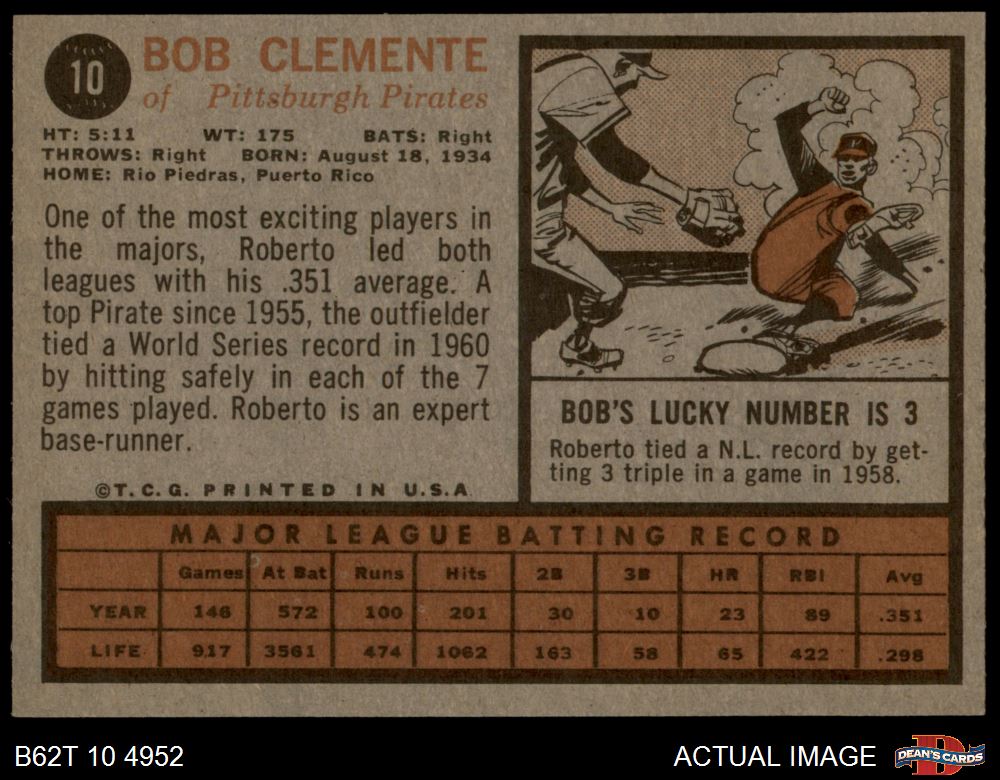 10
BOB CLEMENTE
of Pittsburgh Pirates
HT: 5:11 WT: 175 BATS: Right
THROWS: Right BORN: August 18, 1934
HOME: Rio Piedras, Puerto Rico
One of the most exciting players in
the majors, Roberto led both
leagues with his .351 average. A
top Pirate since 1955, the outfielder
tied a World Series record in 1960
by hitting safely in each of the 7
games played. Roberto is an expert
base-runner.
©T.C.G. PRINTED IN U.S.A.
P
BOB'S LUCKY NUMBER IS 3
Roberto tied a N.L. record by get-
ting 3 triple in a game in 1958.
MAJOR LEAGUE BATTING RECORD
Games At Bat Runs Hits 2B 3B HR RBI Avg
YEAR 146 572 100 201 30 10 23 89 .351
LIFE 917 3561 474 1062 163 58 65 422 .298
B62T 10 4952
ACTUAL IMAGE
D
DEAN'S CARDS